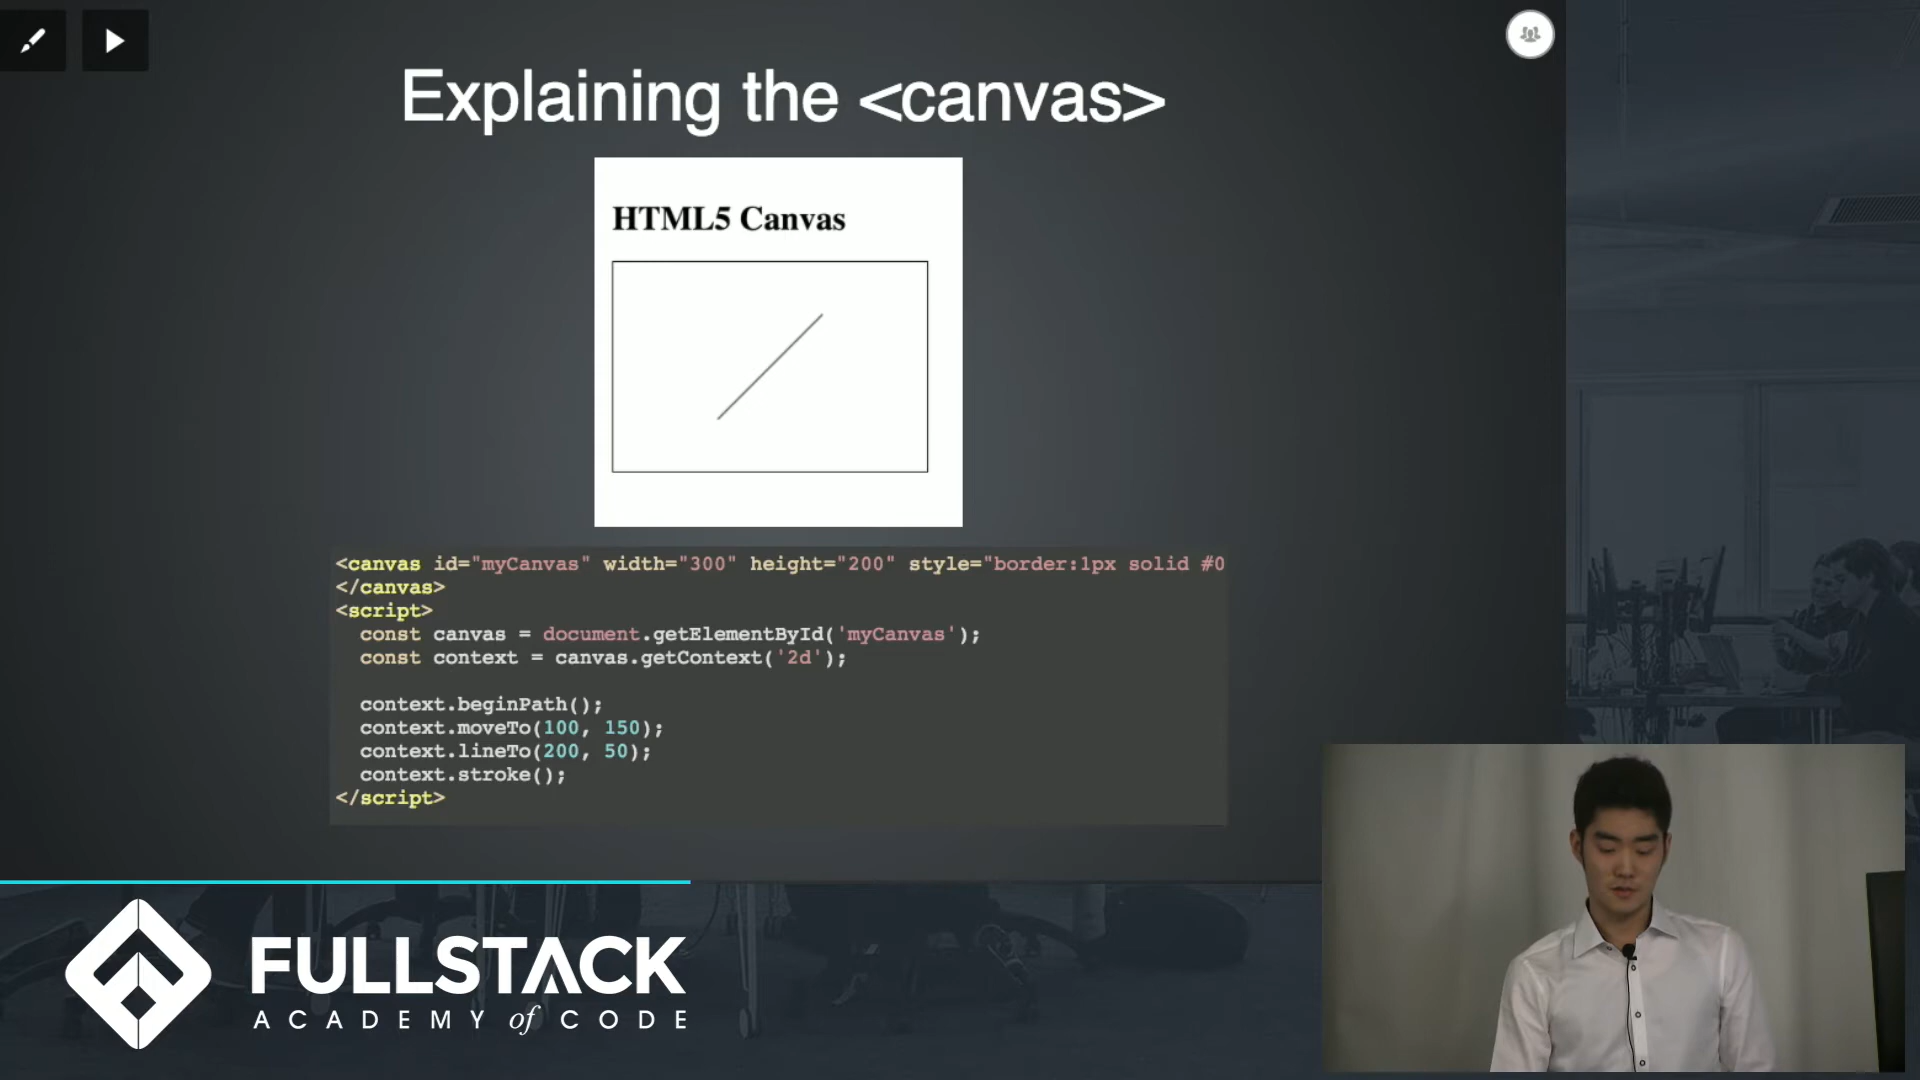 Explaining the <canvas>
HTML5 Canvas
<canvas id="myCanvas" width="300" height="200" style="border:1px solid #0
</canvas>
<script>
  const canvas = document.getElementById('myCanvas');
  const context = canvas.getContext('2d');

  context.beginPath();
  context.moveTo(100, 150);
  context.lineTo(200, 50);
  context.stroke();
</script>
FULLSTACK
ACADEMY of CODE